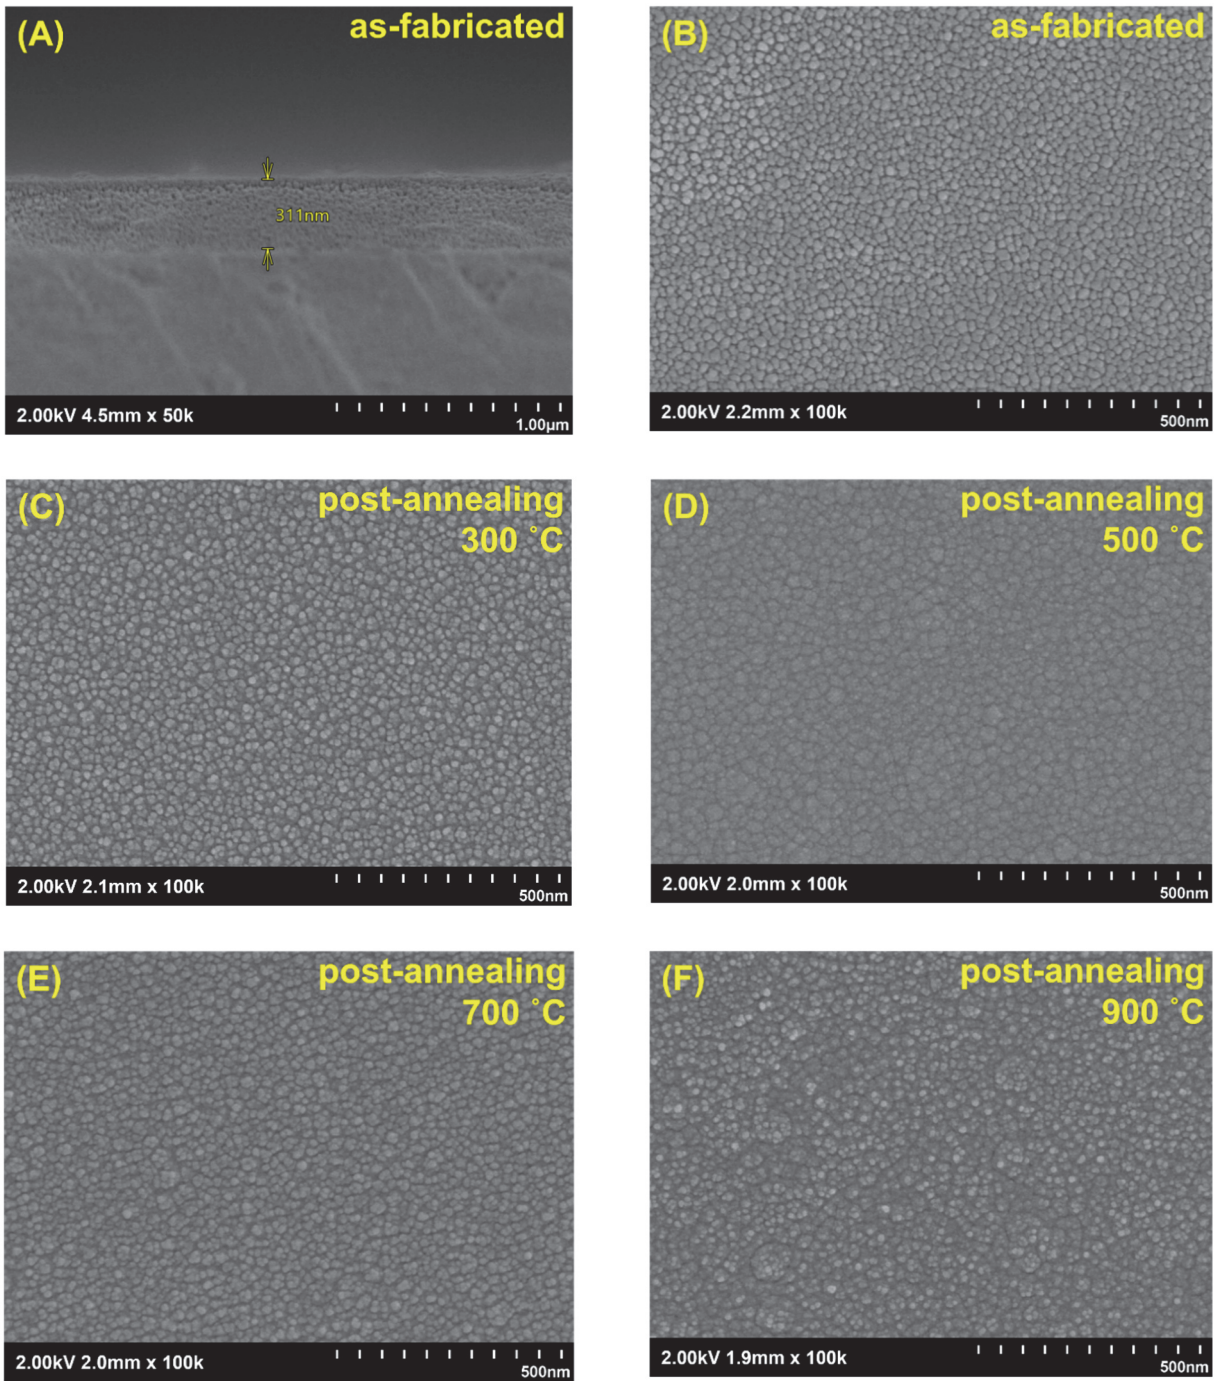 (A) as-fabricated
311nm
2.00kV 4.5mm x 50k
1.00µm
(B) as-fabricated
2.00kV 2.2mm x 100k
500nm
(C) post-annealing
300 ˚C
2.00kV 2.1mm x 100k
500nm
(D) post-annealing
500 ˚C
2.00kV 2.0mm x 100k
500nm
(E) post-annealing
700 ˚C
2.00kV 2.0mm x 100k
500nm
(F) post-annealing
900 ˚C
2.00kV 1.9mm x 100k
500nm